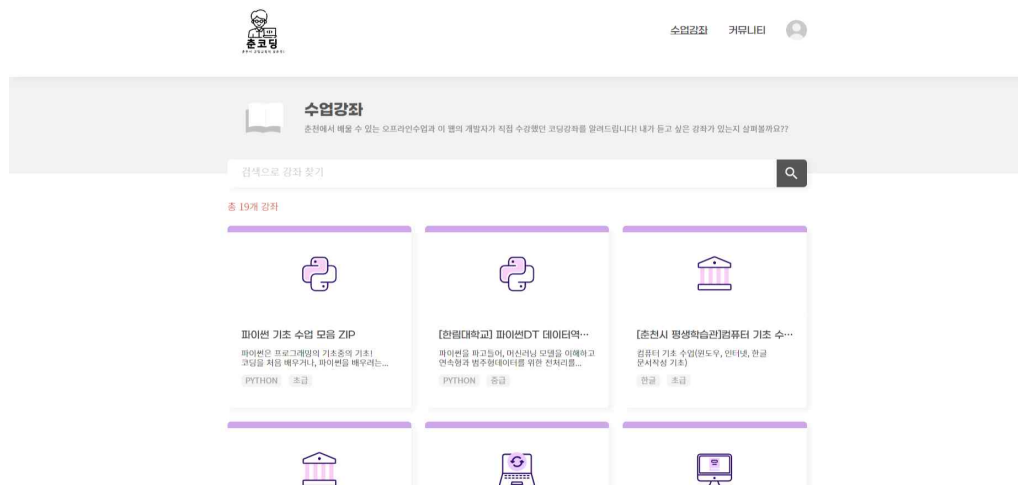 춘코딩
수업강좌
커뮤니티
수업강좌
춘천에서 배울 수 있는 오프라인수업과 이 웹의 개발자가 직접 수강했던 코딩강좌를 알려드립니다! 내가 듣고 싶은 강좌가 있는지 살펴볼까요??
검색으로 강좌 찾기
총 19개 강좌
파이썬 기초 수업 모음 ZIP
파이썬은 프로그래밍의 기초중의 기초!
코딩을 처음 배우거나, 파이썬을 배우려는...
PYTHON 초급
[한림대학교] 파이썬DT 데이터역…
파이썬을 파고들어, 머신러닝 모델을 이해하고
연속형과 범주형데이터를 위한 전처리를...
PYTHON 중급
[춘천시 평생학습관]컴퓨터 기초 수…
컴퓨터 기초 수업(윈도우, 인터넷, 한글
문서작성 기초)
한글 초급